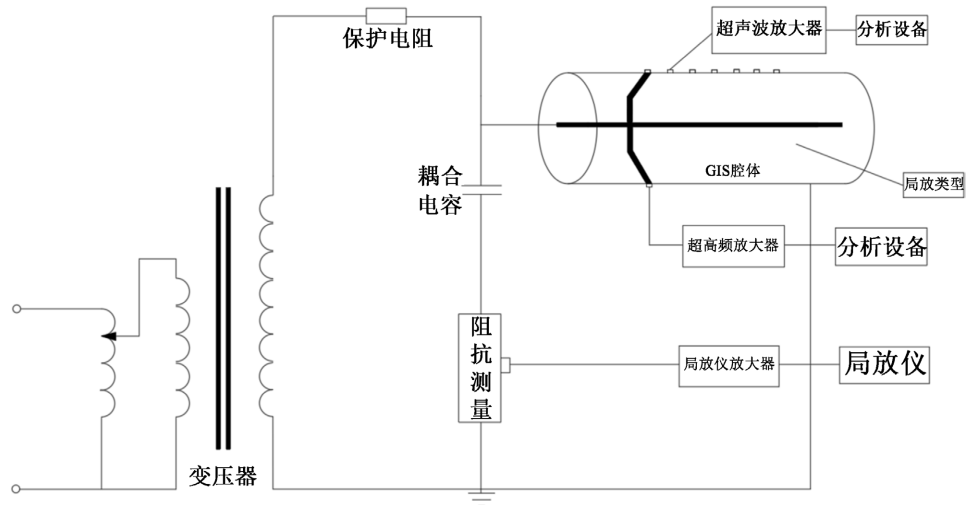 超声波放大器
分析设备
保护电阻
GIS腔体
耦合
电容
局放类型
超高频放大器
分析设备
阻
抗
测
量
局放仪放大器
局放仪
变压器